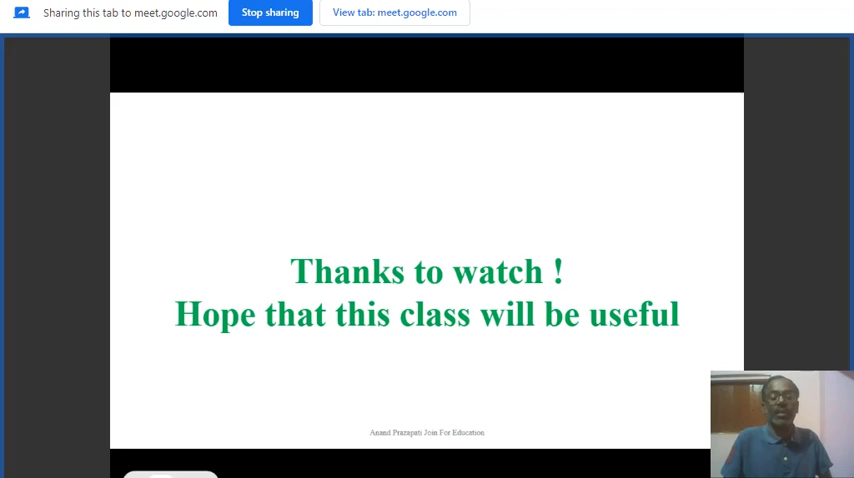 Sharing this tab to meet.google.com Stop sharing View tab: meet.google.com
Thanks to watch !
Hope that this class will be useful
Anand Prazapati Join For Education